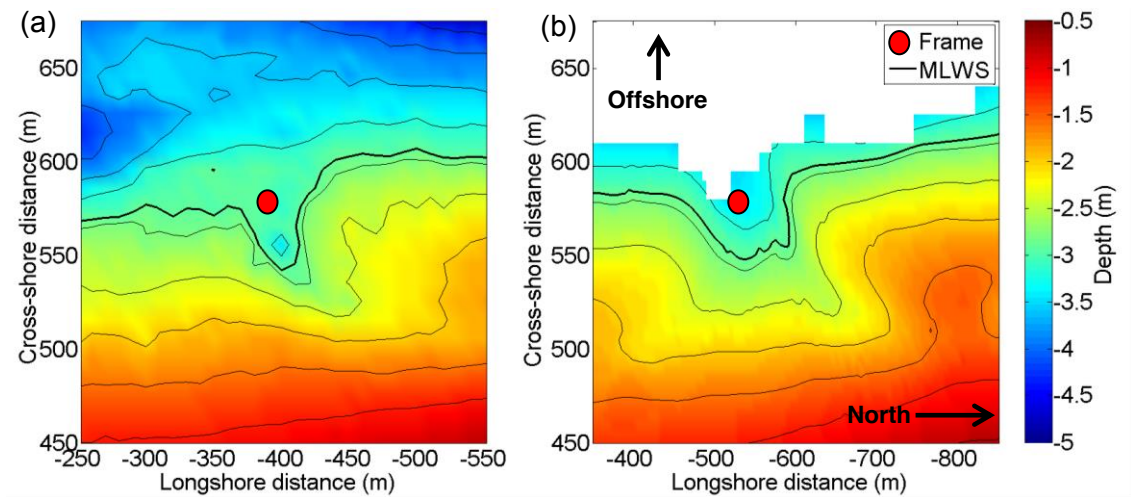 (a)
650
600
550
500
450
Cross-shore distance (m)
-250 -300 -350 -400 -450 -500 -550
Longshore distance (m)
(b)
Offshore
Frame
MLWS
North
650
600
550
500
450
Cross-shore distance (m)
-400 -500 -600 -700 -800
Longshore distance (m)
-0.5
-1
-1.5
-2
-2.5
-3
-3.5
-4
-4.5
-5
Depth (m)